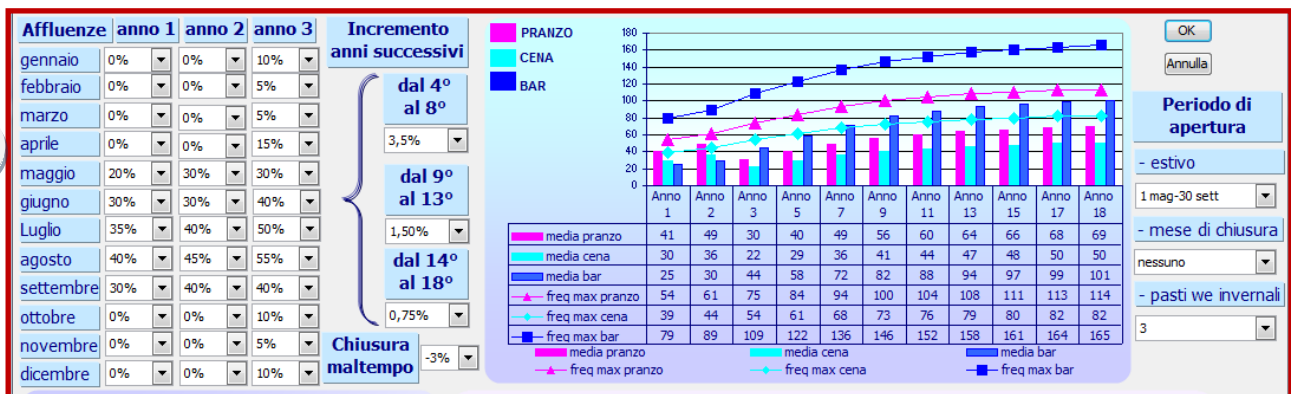 Affluenze anno 1 anno 2 anno 3
gennaio 0% 0% 10%
febbraio 0% 0% 5%
marzo 0% 0% 5%
aprile 0% 0% 15%
maggio 20% 30% 30%
giugno 30% 30% 40%
Luglio 35% 40% 50%
agosto 40% 45% 55%
settembre 30% 40% 40%
ottobre 0% 0% 10%
novembre 0% 0% 5%
dicembre 0% 0% 10%
Incremento
anni successivi
dal 4°
al 8°
3,5%
dal 9°
al 13°
1,50%
dal 14°
al 18°
0,75%
Chiusura
maltempo
-3%
PRANZO
CENA
BAR
180
160
140
120
100
80
60
40
20
0
Anno Anno Anno Anno Anno Anno Anno Anno Anno Anno Anno
1 2 3 5 7 9 11 13 15 17 18
media pranzo 41 49 30 40 49 56 60 64 66 68 69
media cena 30 36 22 29 36 41 44 47 48 50 50
media bar 25 30 44 58 72 82 88 94 97 99 101
freq max pranzo 54 61 75 84 94 100 104 108 111 113 114
freq max cena 39 44 54 61 68 73 76 79 80 82 82
freq max bar 79 89 109 122 136 146 152 158 161 164 165
media pranzo media cena media bar
freq max pranzo freq max cena freq max bar
OK
Annulla
Periodo di
apertura
- estivo
1 mag-30 sett
- mese di chiusura
nessuno
- pasti we invernali
3